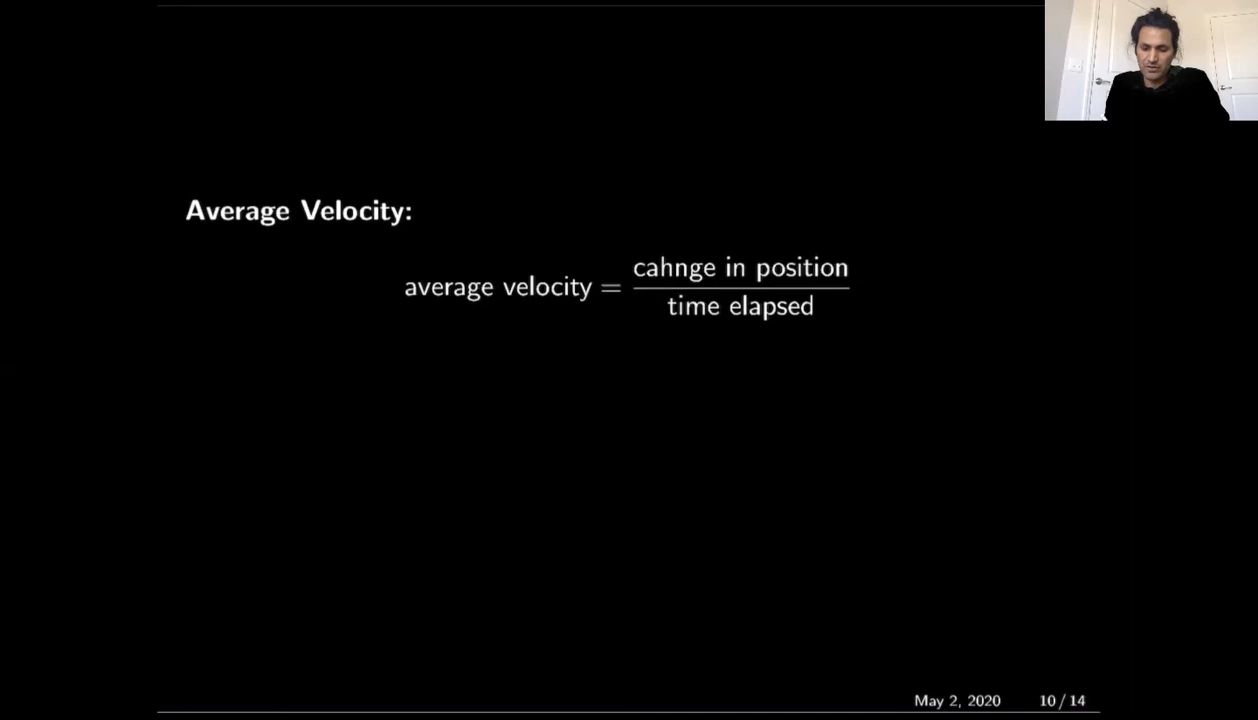 Average Velocity:
average velocity = cahnge in position / time elapsed
May 2, 2020 10 / 14